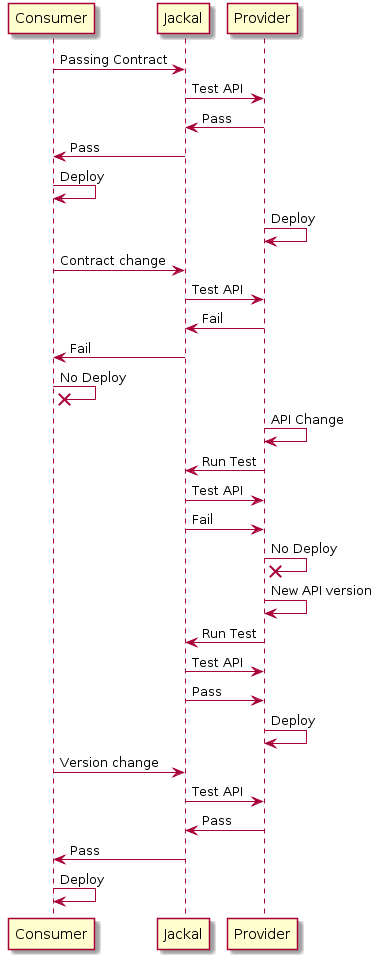 Consumer Jackal Provider
Passing Contract
Test API
Pass
Pass
Deploy
Deploy
Contract change
Test API
Fail
Fail
No Deploy
API Change
Run Test
Test API
Fail
No Deploy
New API version
Run Test
Test API
Pass
Deploy
Version change
Test API
Pass
Pass
Deploy
Consumer Jackal Provider